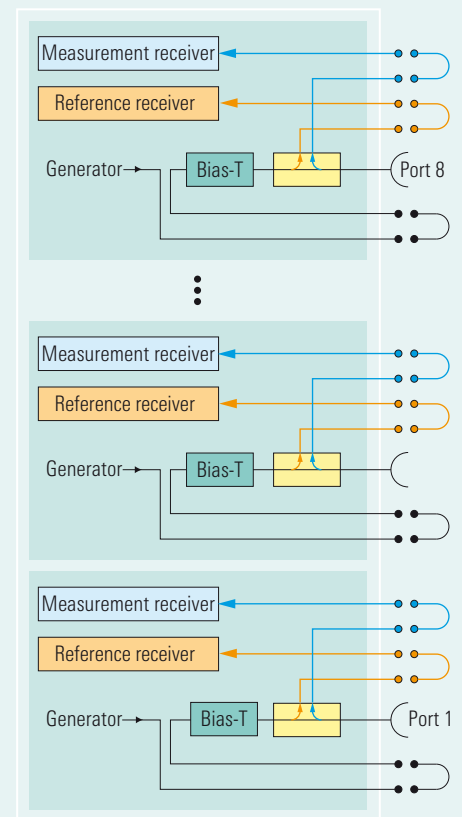 Measurement receiver
Reference receiver
Generator
Bias-T
Port 8
Measurement receiver
Reference receiver
Generator
Bias-T
Measurement receiver
Reference receiver
Generator
Bias-T
Port 1